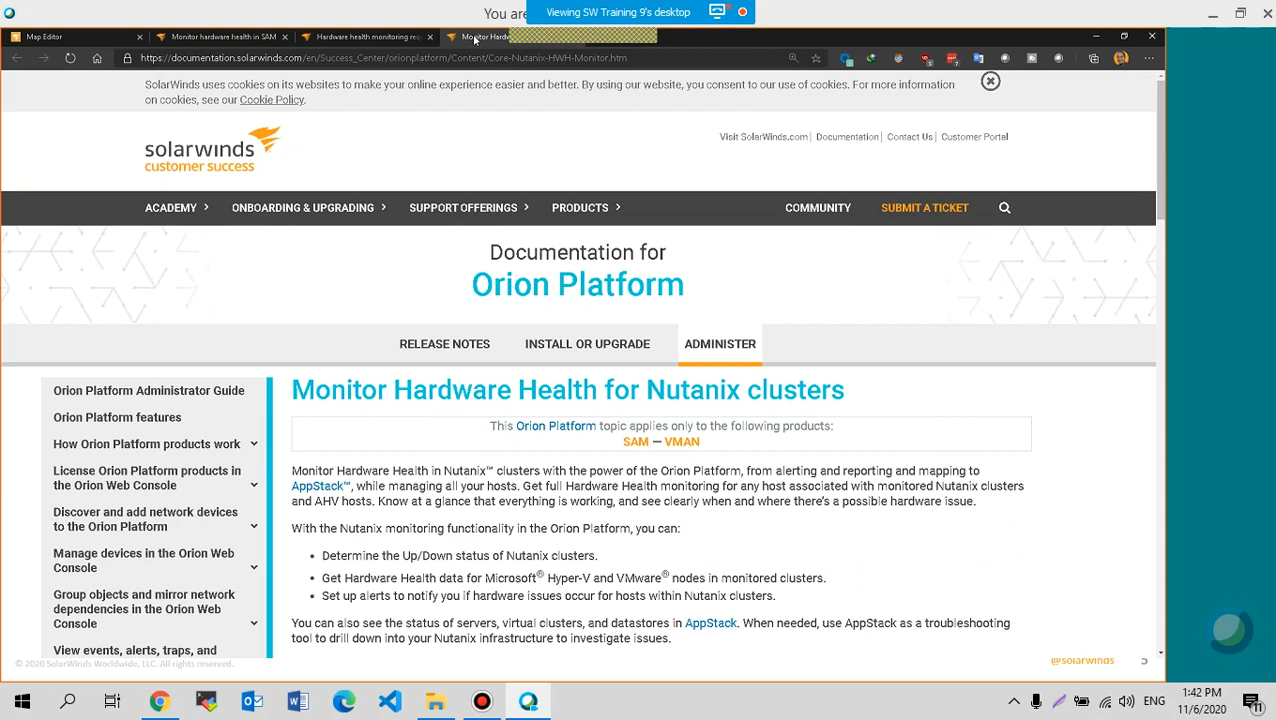 You are
Viewing SW Training 9's desktop
Map Editor
Monitor hardware health in SAM
Hardware health monitoring req
Monitor Hardw
https://documentation.solarwinds.com/en/Success_Center/orionplatform/Content/Core-Nutanix-HWH-Monitor.htm
SolarWinds uses cookies on its websites to make your online experience easier and better. By using our website, you consent to our use of cookies. For more information
on cookies, see our Cookie Policy.
solarwinds
customer success
Visit SolarWinds.com | Documentation | Contact Us | Customer Portal
ACADEMY
ONBOARDING & UPGRADING
SUPPORT OFFERINGS
PRODUCTS
COMMUNITY
SUBMIT A TICKET
Documentation for
Orion Platform
RELEASE NOTES
INSTALL OR UPGRADE
ADMINISTER
Orion Platform Administrator Guide
Orion Platform features
How Orion Platform products work
License Orion Platform products in
the Orion Web Console
Discover and add network devices
to the Orion Platform
Manage devices in the Orion Web
Console
Group objects and mirror network
dependencies in the Orion Web
Console
View events, alerts, traps, and
Monitor Hardware Health for Nutanix clusters
This Orion Platform topic applies only to the following products:
SAM — VMAN
Monitor Hardware Health in Nutanix™ clusters with the power of the Orion Platform, from alerting and reporting and mapping to
AppStack™, while managing all your hosts. Get full Hardware Health monitoring for any host associated with monitored Nutanix clusters
and AHV hosts. Know at a glance that everything is working, and see clearly when and where there's a possible hardware issue.
With the Nutanix monitoring functionality in the Orion Platform, you can:
• Determine the Up/Down status of Nutanix clusters.
• Get Hardware Health data for Microsoft® Hyper-V and VMware® nodes in monitored clusters.
• Set up alerts to notify you if hardware issues occur for hosts within Nutanix clusters.
You can also see the status of servers, virtual clusters, and datastores in AppStack. When needed, use AppStack as a troubleshooting
tool to drill down into your Nutanix infrastructure to investigate issues.
© 2020 SolarWinds Worldwide, LLC. All rights reserved.
@solarwinds
ENG
1:42 PM
11/6/2020